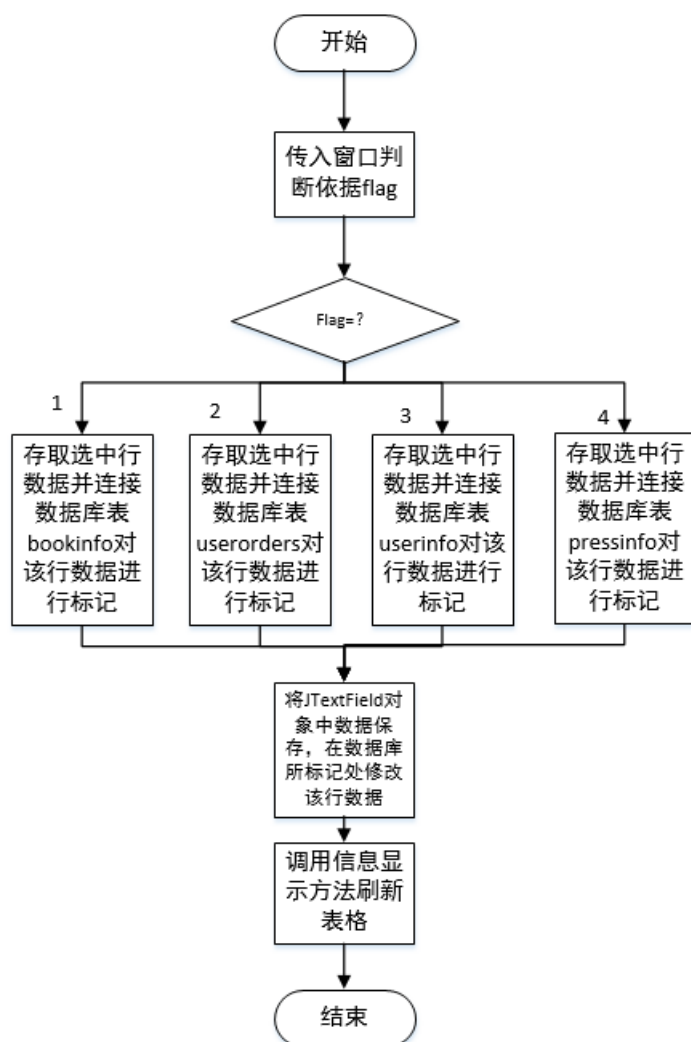 开始
传入窗口判
断依据flag
Flag=?
1
2
3
4
存取选中行
数据并连接
数据库表
bookinfo对
该行数据进
行标记
存取选中行
数据并连接
数据库表
userorders对
该行数据进
行标记
存取选中行
数据并连接
数据库表
userinfo对该
行数据进行
标记
存取选中行
数据并连接
数据库表
pressinfo对
该行数据进
行标记
将JTextField对
象中数据保
存，在数据库
所标记处修改
该行数据
调用信息显
示方法刷新
表格
结束